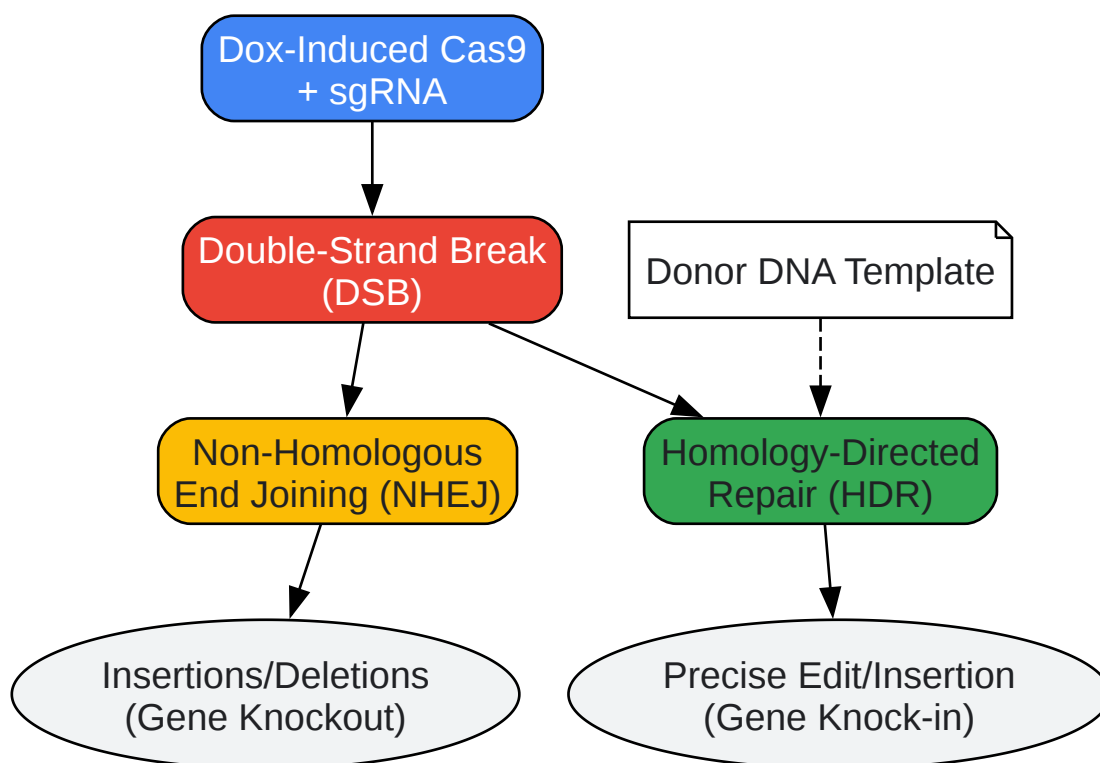 Dox-Induced Cas9
+ sgRNA
Double-Strand Break
(DSB)
Donor DNA Template
Non-Homologous
End Joining (NHEJ)
Homology-Directed
Repair (HDR)
Insertions/Deletions
(Gene Knockout)
Precise Edit/Insertion
(Gene Knock-in)